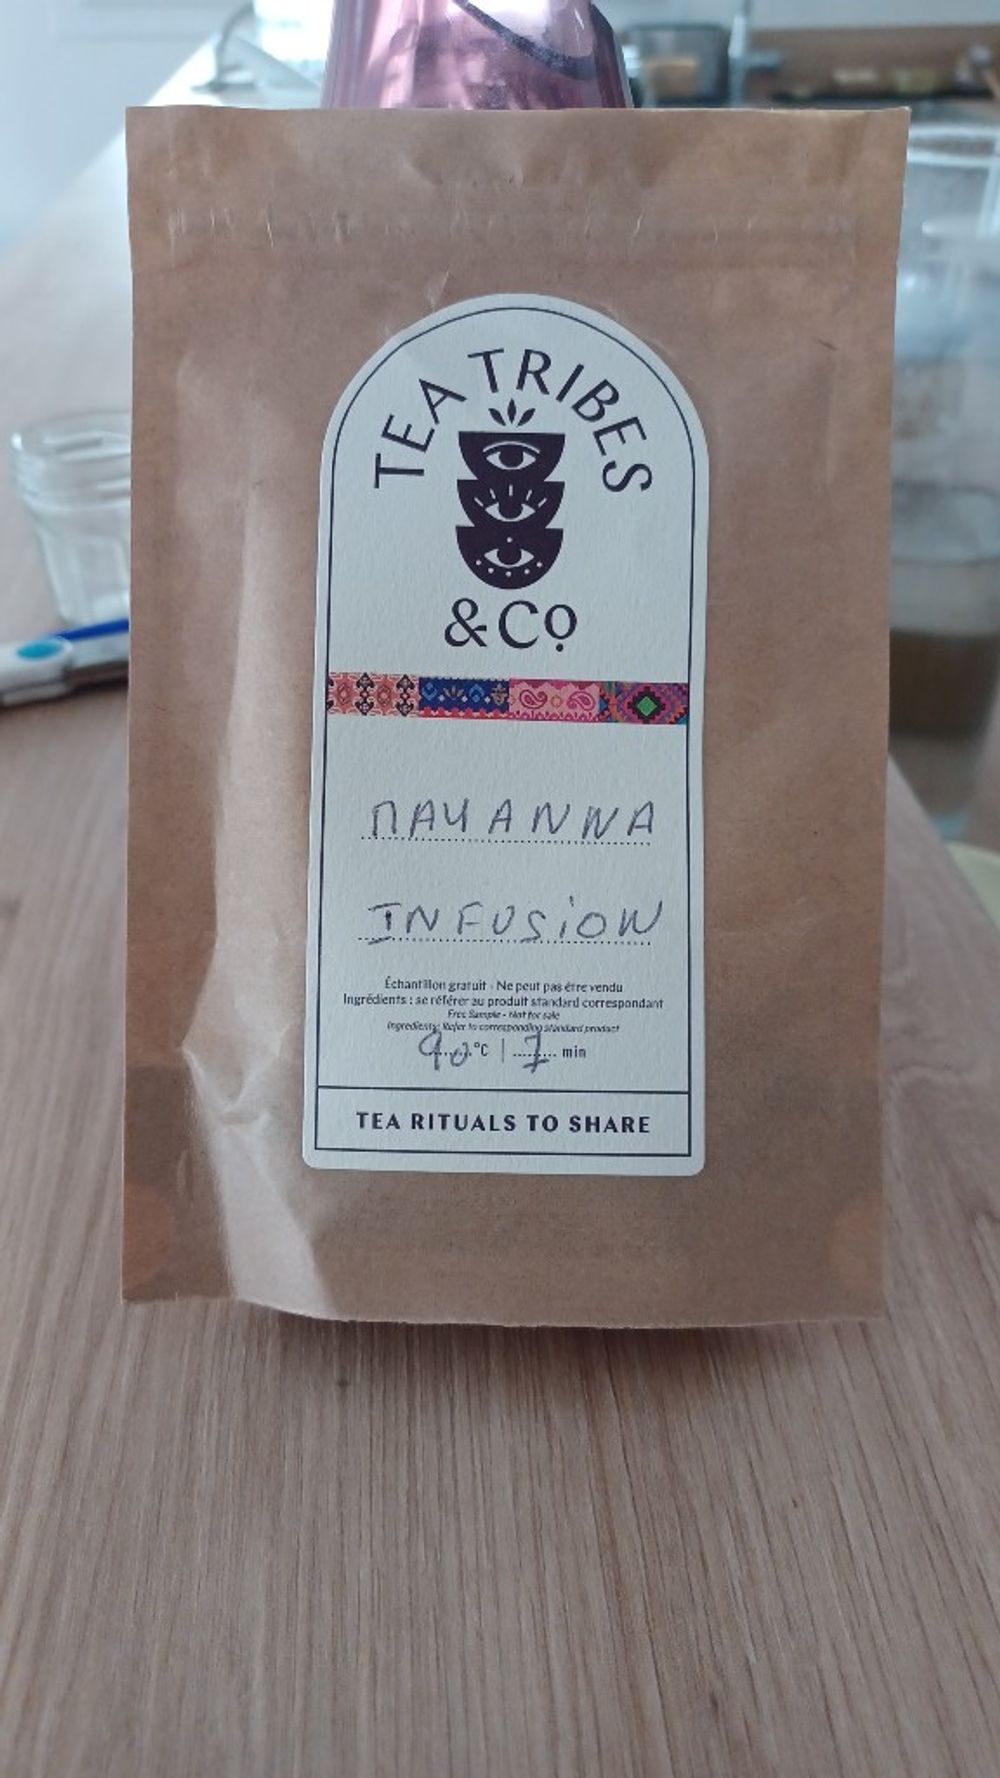 TEA TRIBES
& Co
MAYANNA
INFUSION
Échantillon gratuit - Ne peut pas être vendu
Ingrédients : se référer au produit standard correspondant
Free Sample - Not for sale
Ingredients: Refer to corresponding standard product
90 °C | 7 min
TEA RITUALS TO SHARE